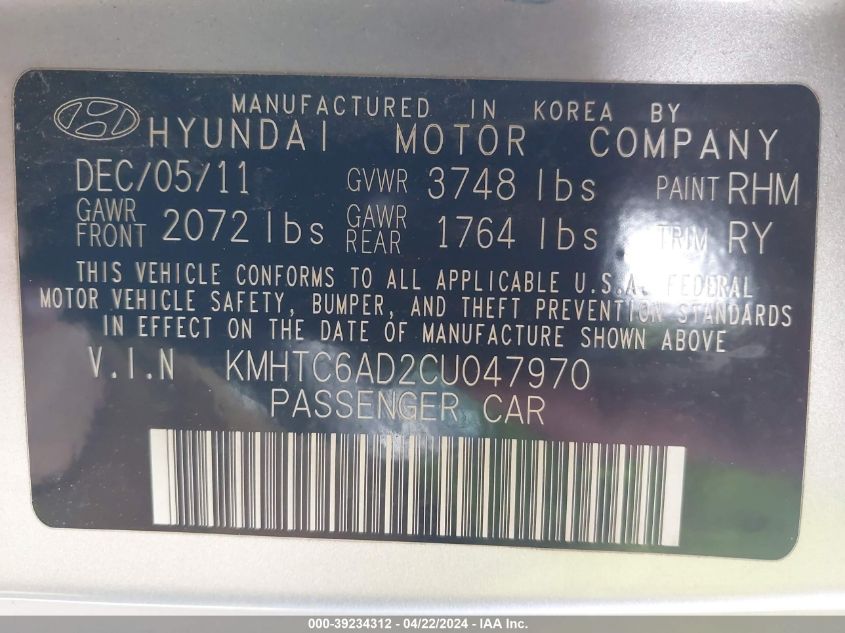 MANUFACTURED IN KOREA BY
HYUNDAI MOTOR COMPANY
DEC/05/11 GVWR 3748 lbs PAINT RHM
GAWR FRONT 2072 lbs GAWR REAR 1764 lbs TRIM RY
THIS VEHICLE CONFORMS TO ALL APPLICABLE U.S.A. FEDERAL
MOTOR VEHICLE SAFETY, BUMPER, AND THEFT PREVENTION STANDARDS
IN EFFECT ON THE DATE OF MANUFACTURE SHOWN ABOVE
V.I.N KMHTC6AD2CU047970
PASSENGER CAR
000-39234312 - 04/22/2024 - IAA Inc.